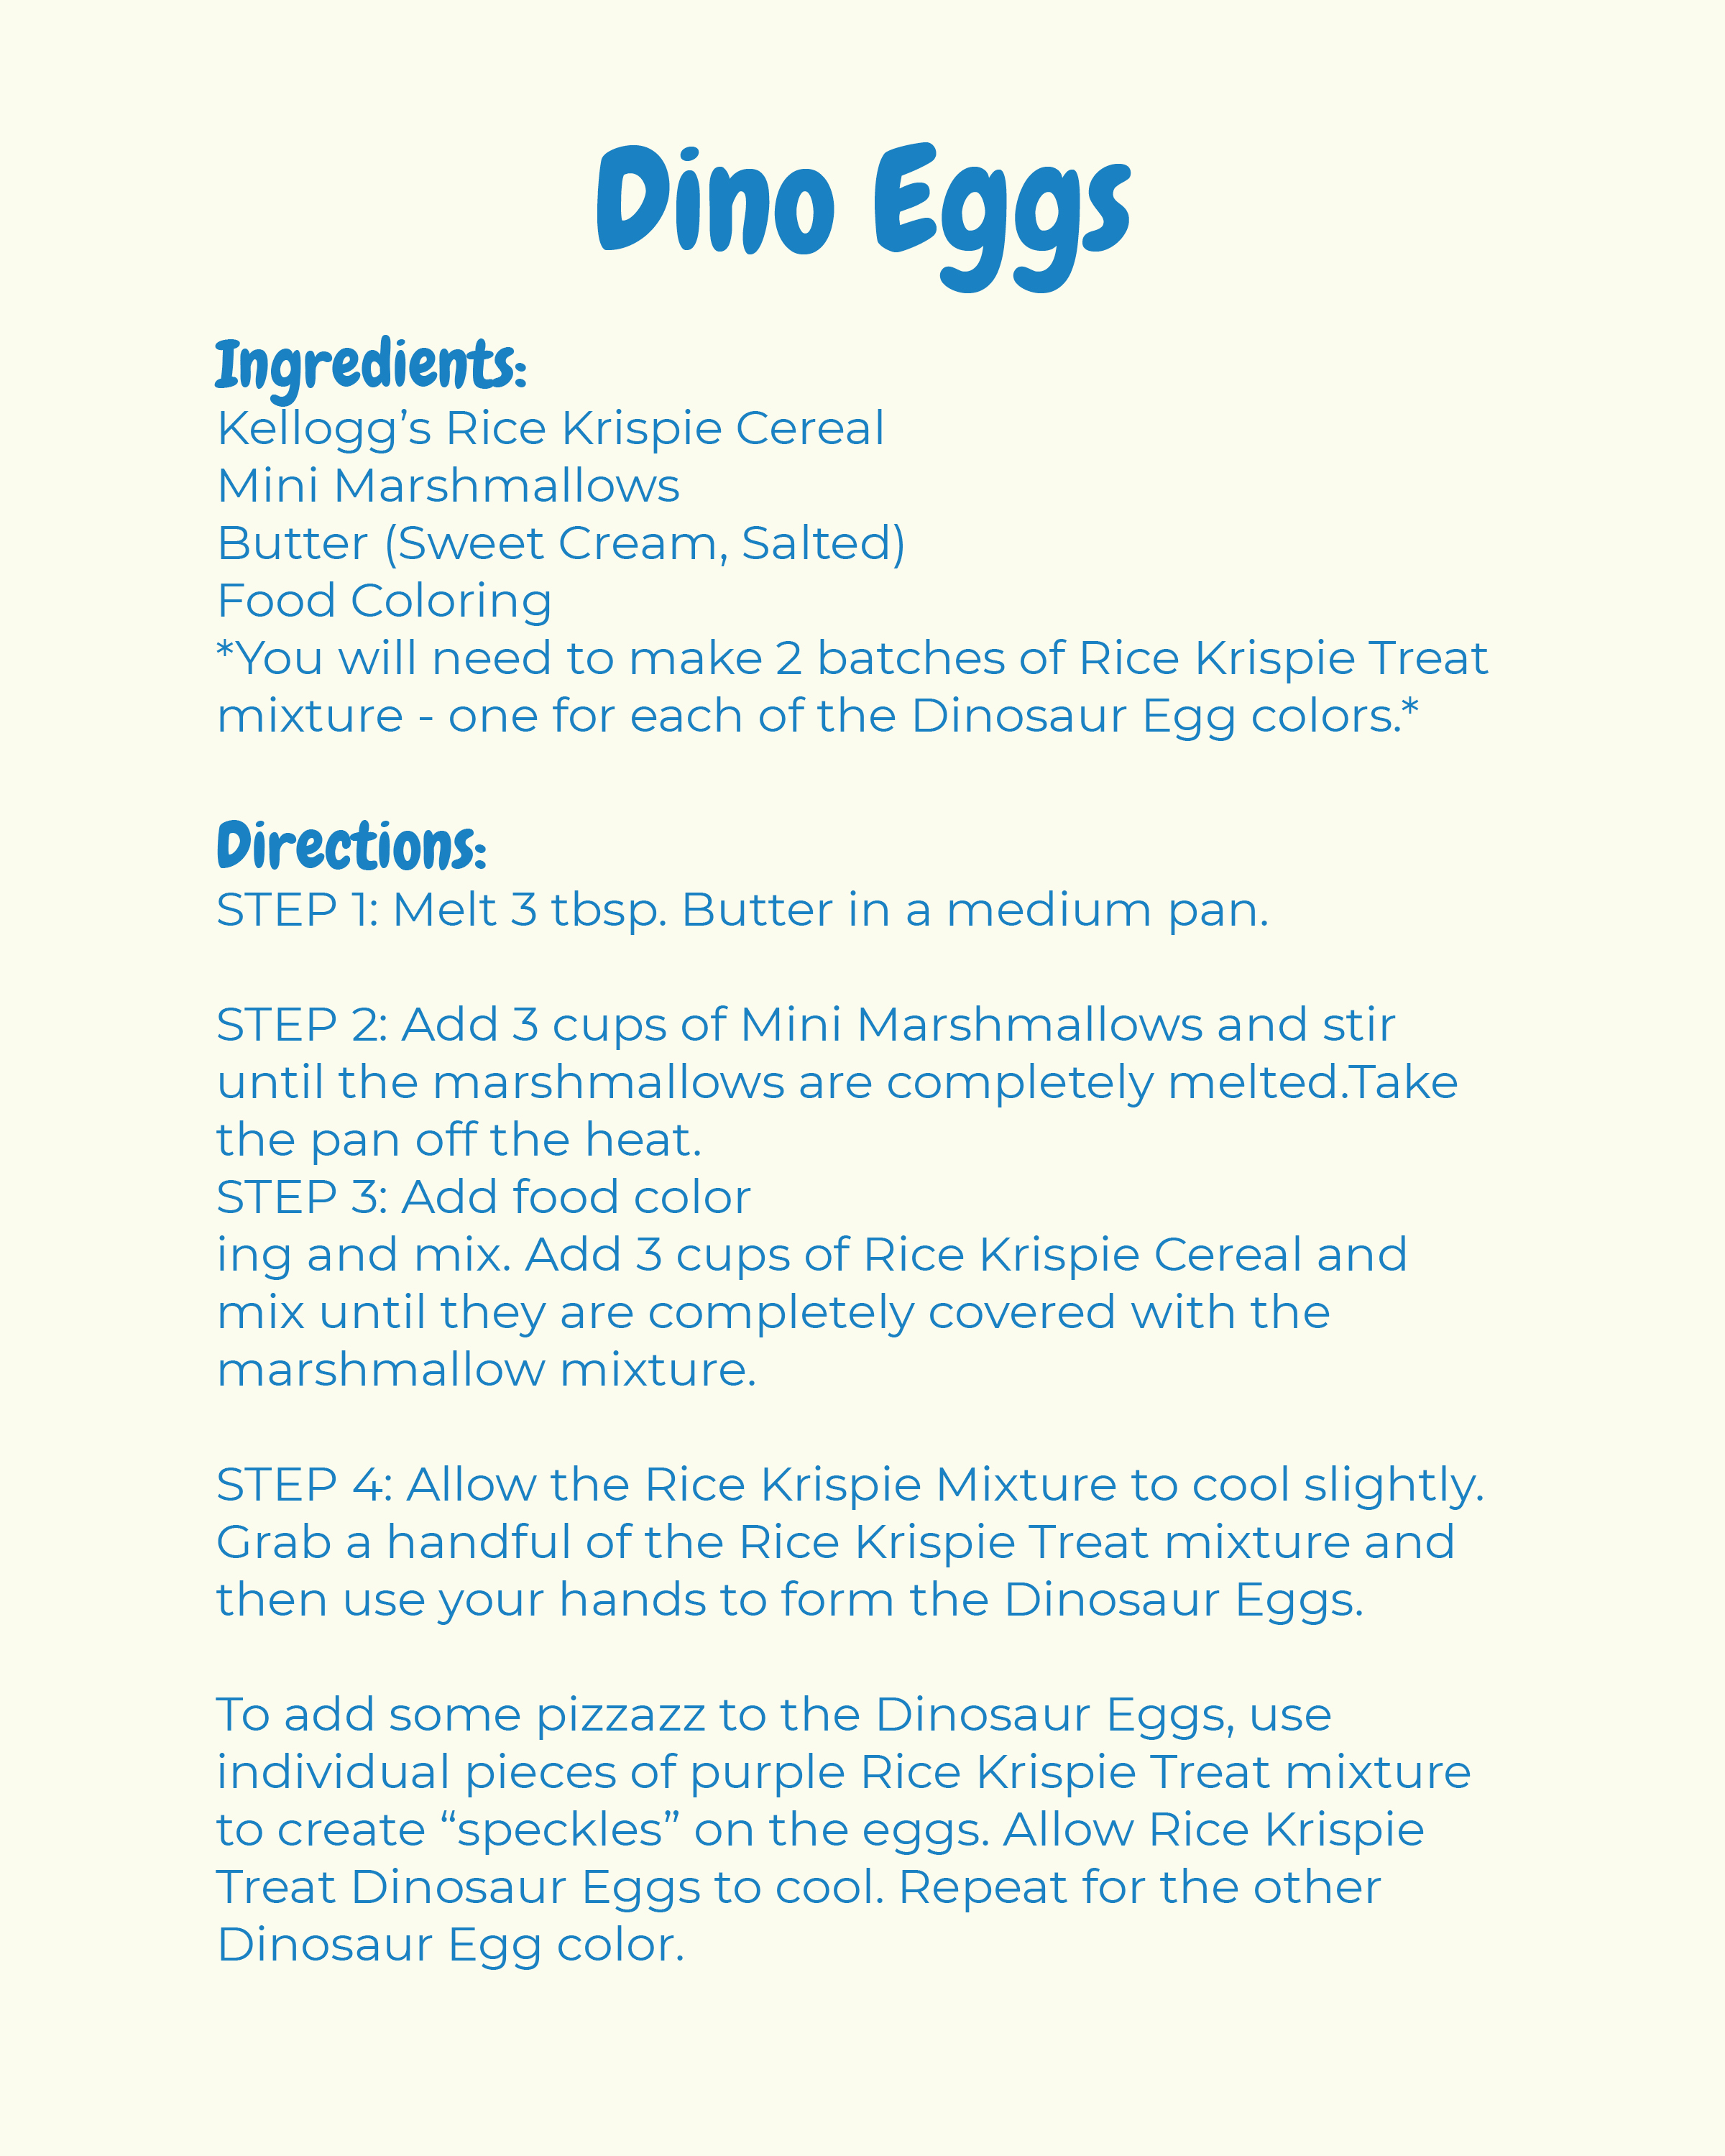 Dino Eggs
Ingredients:
Kellogg’s Rice Krispie Cereal
Mini Marshmallows
Butter (Sweet Cream, Salted)
Food Coloring
*You will need to make 2 batches of Rice Krispie Treat
mixture - one for each of the Dinosaur Egg colors.*
Directions:
STEP 1: Melt 3 tbsp. Butter in a medium pan.
STEP 2: Add 3 cups of Mini Marshmallows and stir
until the marshmallows are completely melted.Take
the pan off the heat.
STEP 3: Add food color
ing and mix. Add 3 cups of Rice Krispie Cereal and
mix until they are completely covered with the
marshmallow mixture.
STEP 4: Allow the Rice Krispie Mixture to cool slightly.
Grab a handful of the Rice Krispie Treat mixture and
then use your hands to form the Dinosaur Eggs.
To add some pizzazz to the Dinosaur Eggs, use
individual pieces of purple Rice Krispie Treat mixture
to create “speckles” on the eggs. Allow Rice Krispie
Treat Dinosaur Eggs to cool. Repeat for the other
Dinosaur Egg color.